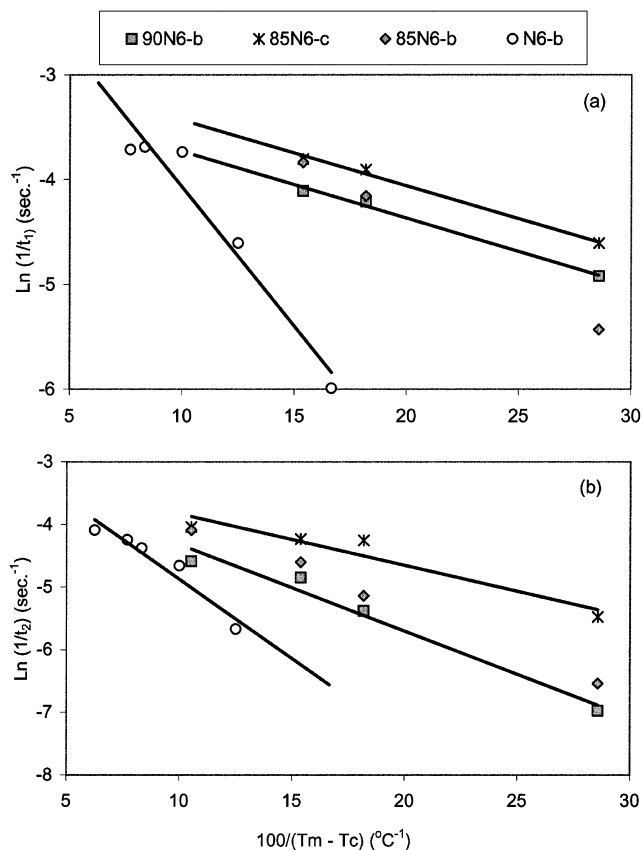 90N6-b 85N6-c 85N6-b N6-b
-3
(a)
-4
-5
-6
Ln (1/t1) (sec.-1)
5 10 15 20 25 30
-3
(b)
-4
-5
-6
-7
-8
Ln (1/t2) (sec.-1)
5 10 15 20 25 30
100/(Tm - Tc) (oC-1)